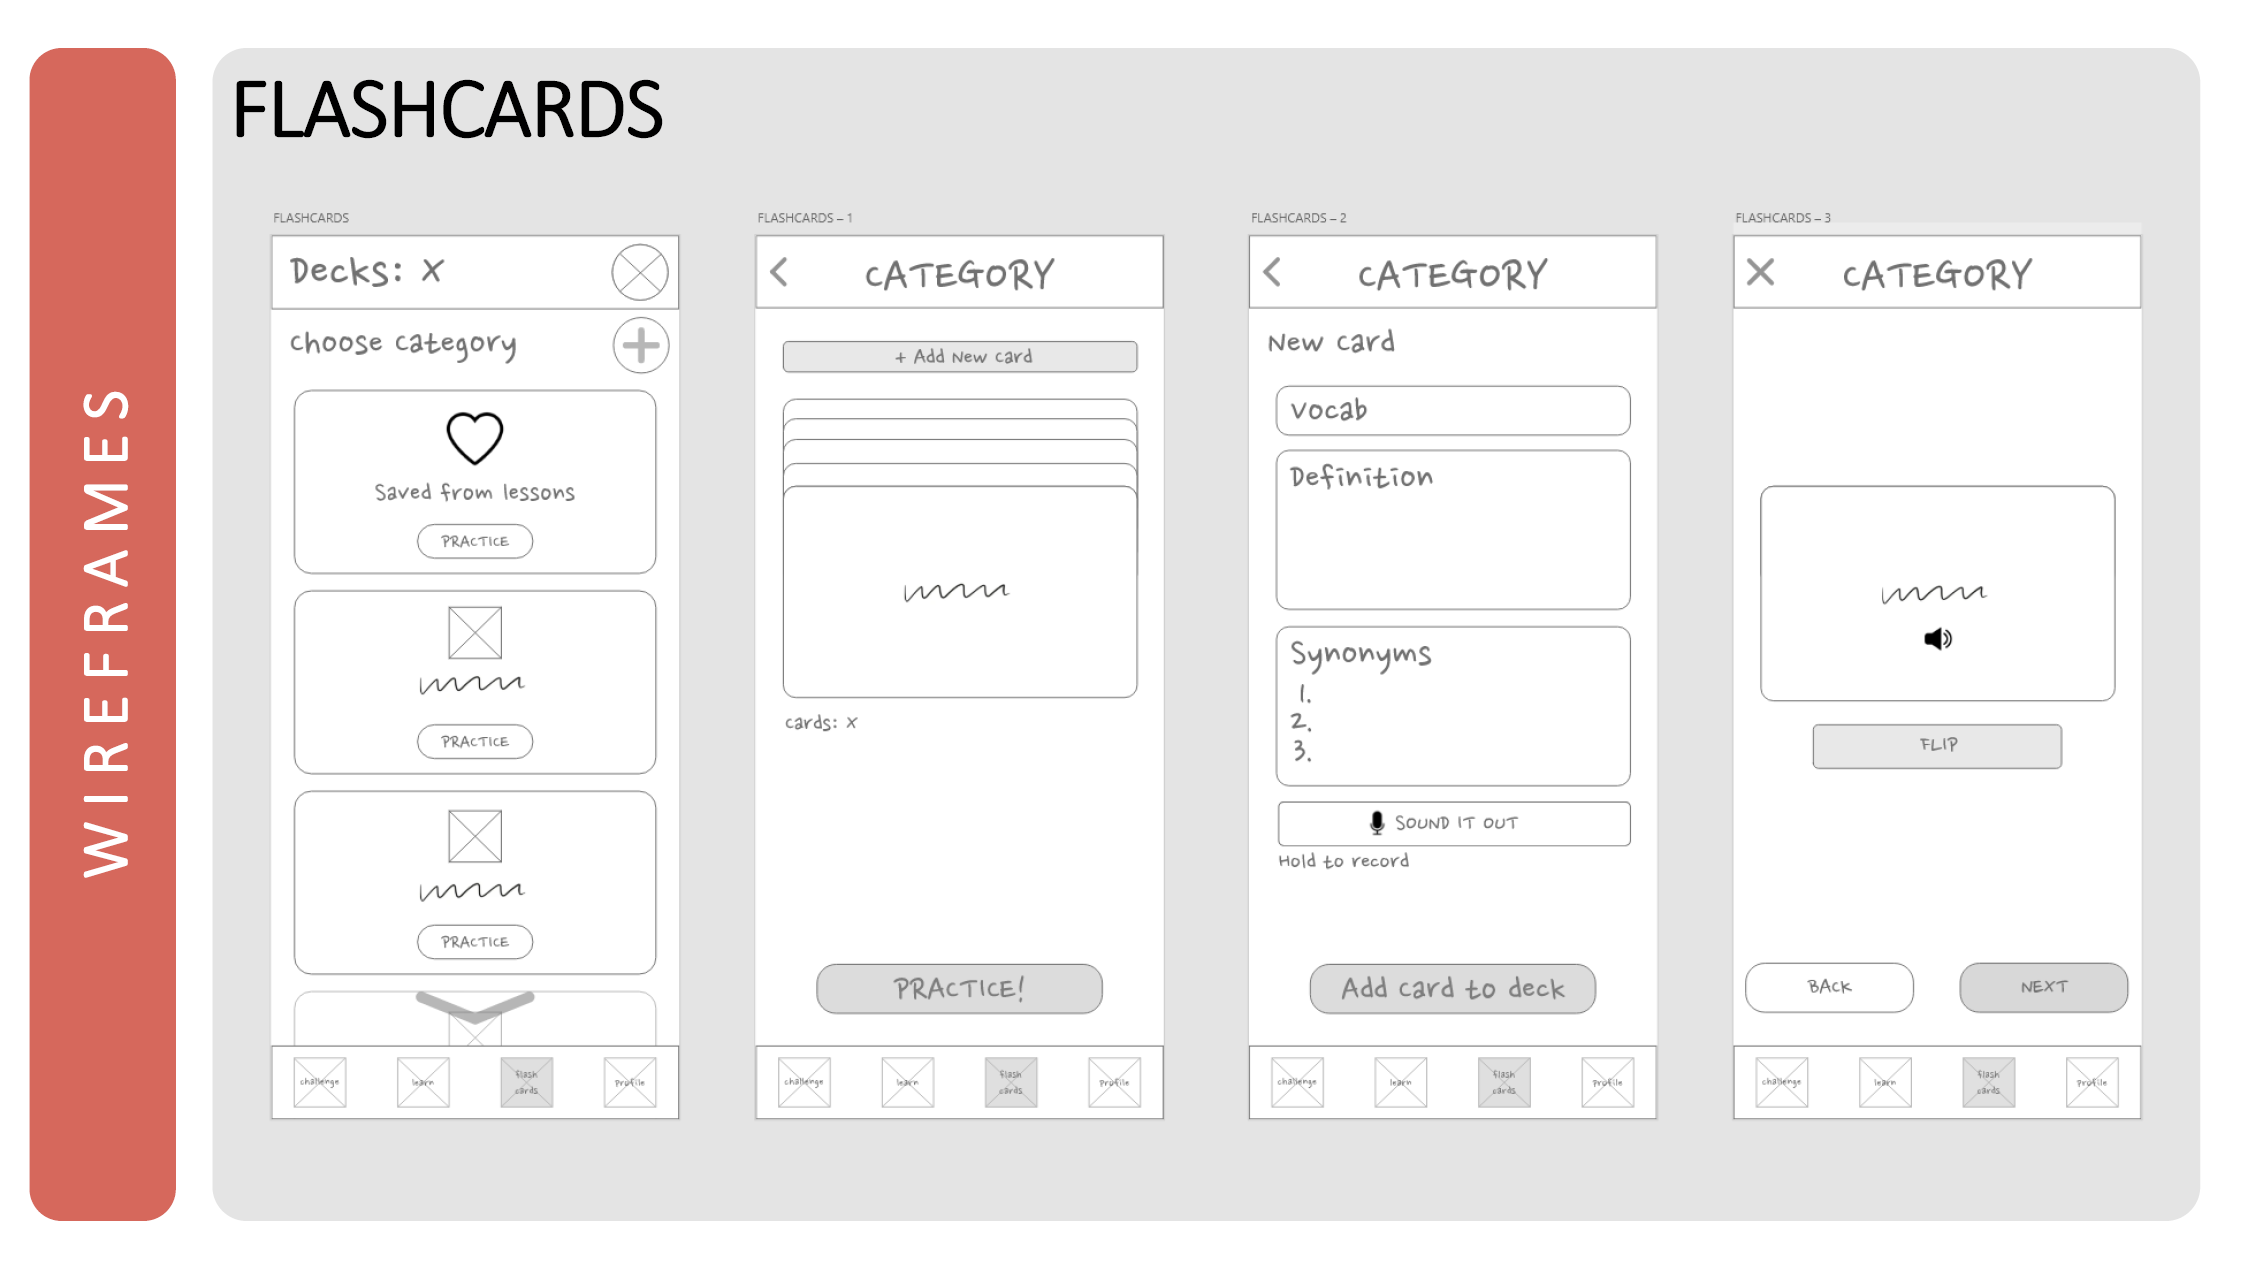 WIREFRAMES
FLASHCARDS
FLASHCARDS
Decks: X
Choose category
Saved from lessons
PRACTICE
PRACTICE
PRACTICE
challenge
learn
flash
cards
Profile
FLASHCARDS – 1
CATEGORY
+ Add New card
cards: X
PRACTICE!
challenge
learn
flash
cards
Profile
FLASHCARDS – 2
CATEGORY
New card
vocab
Definition
Synonyms
1.
2.
3.
SOUND IT OUT
Hold to record
Add card to deck
challenge
learn
flash
cards
Profile
FLASHCARDS – 3
CATEGORY
FLIP
BACK
NEXT
challenge
learn
flash
cards
Profile